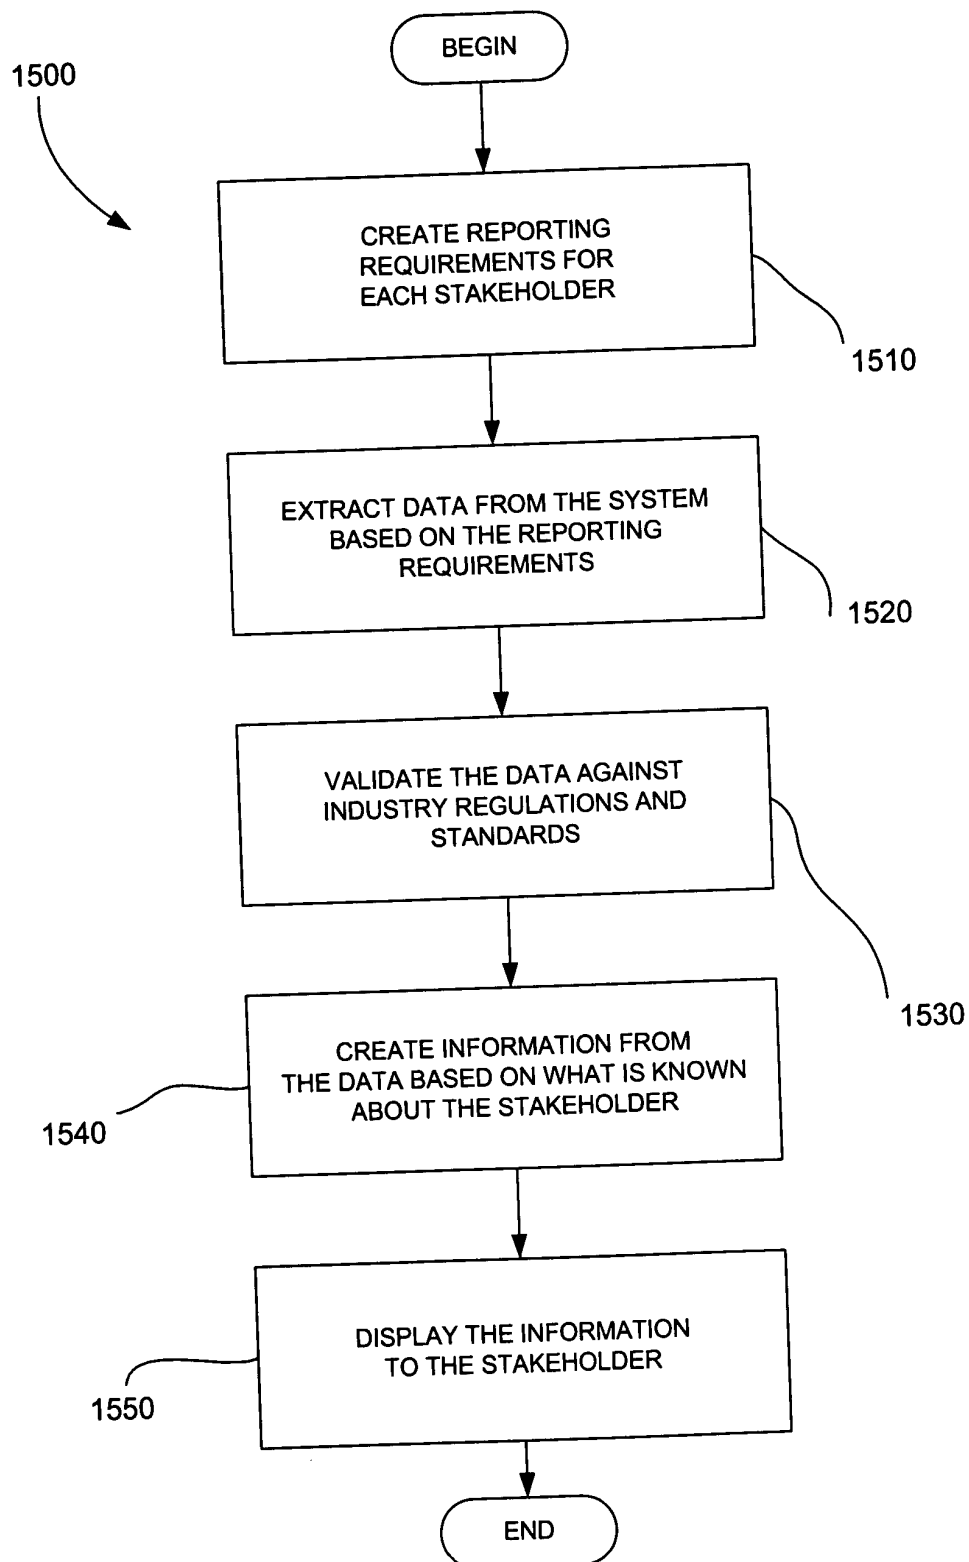 BEGIN
1500
CREATE REPORTING
REQUIREMENTS FOR
EACH STAKEHOLDER
1510
EXTRACT DATA FROM THE SYSTEM
BASED ON THE REPORTING
REQUIREMENTS
1520
VALIDATE THE DATA AGAINST
INDUSTRY REGULATIONS AND
STANDARDS
1530
CREATE INFORMATION FROM
THE DATA BASED ON WHAT IS KNOWN
ABOUT THE STAKEHOLDER
1540
DISPLAY THE INFORMATION
TO THE STAKEHOLDER
1550
END